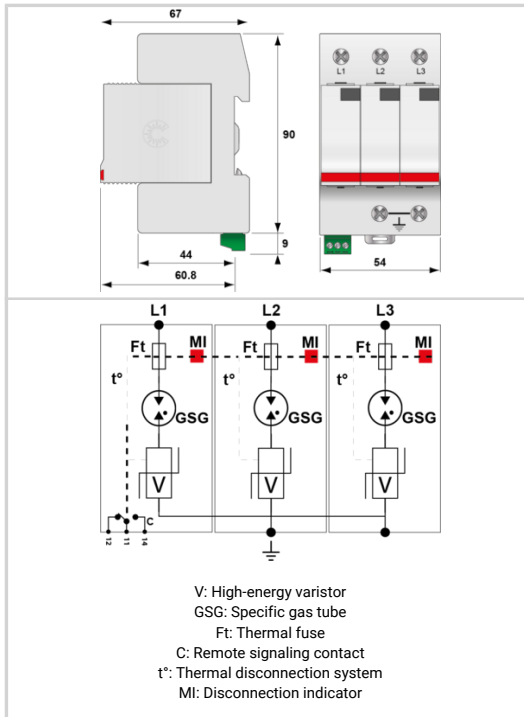 67
L1 L2 L3
90
9
44
60.8
54
L1 L2 L3
Ft MI Ft MI Ft MI
t° t° t°
GSG GSG GSG
V V V
C
12 11 14
V: High-energy varistor
GSG: Specific gas tube
Ft: Thermal fuse
C: Remote signaling contact
t°: Thermal disconnection system
MI: Disconnection indicator